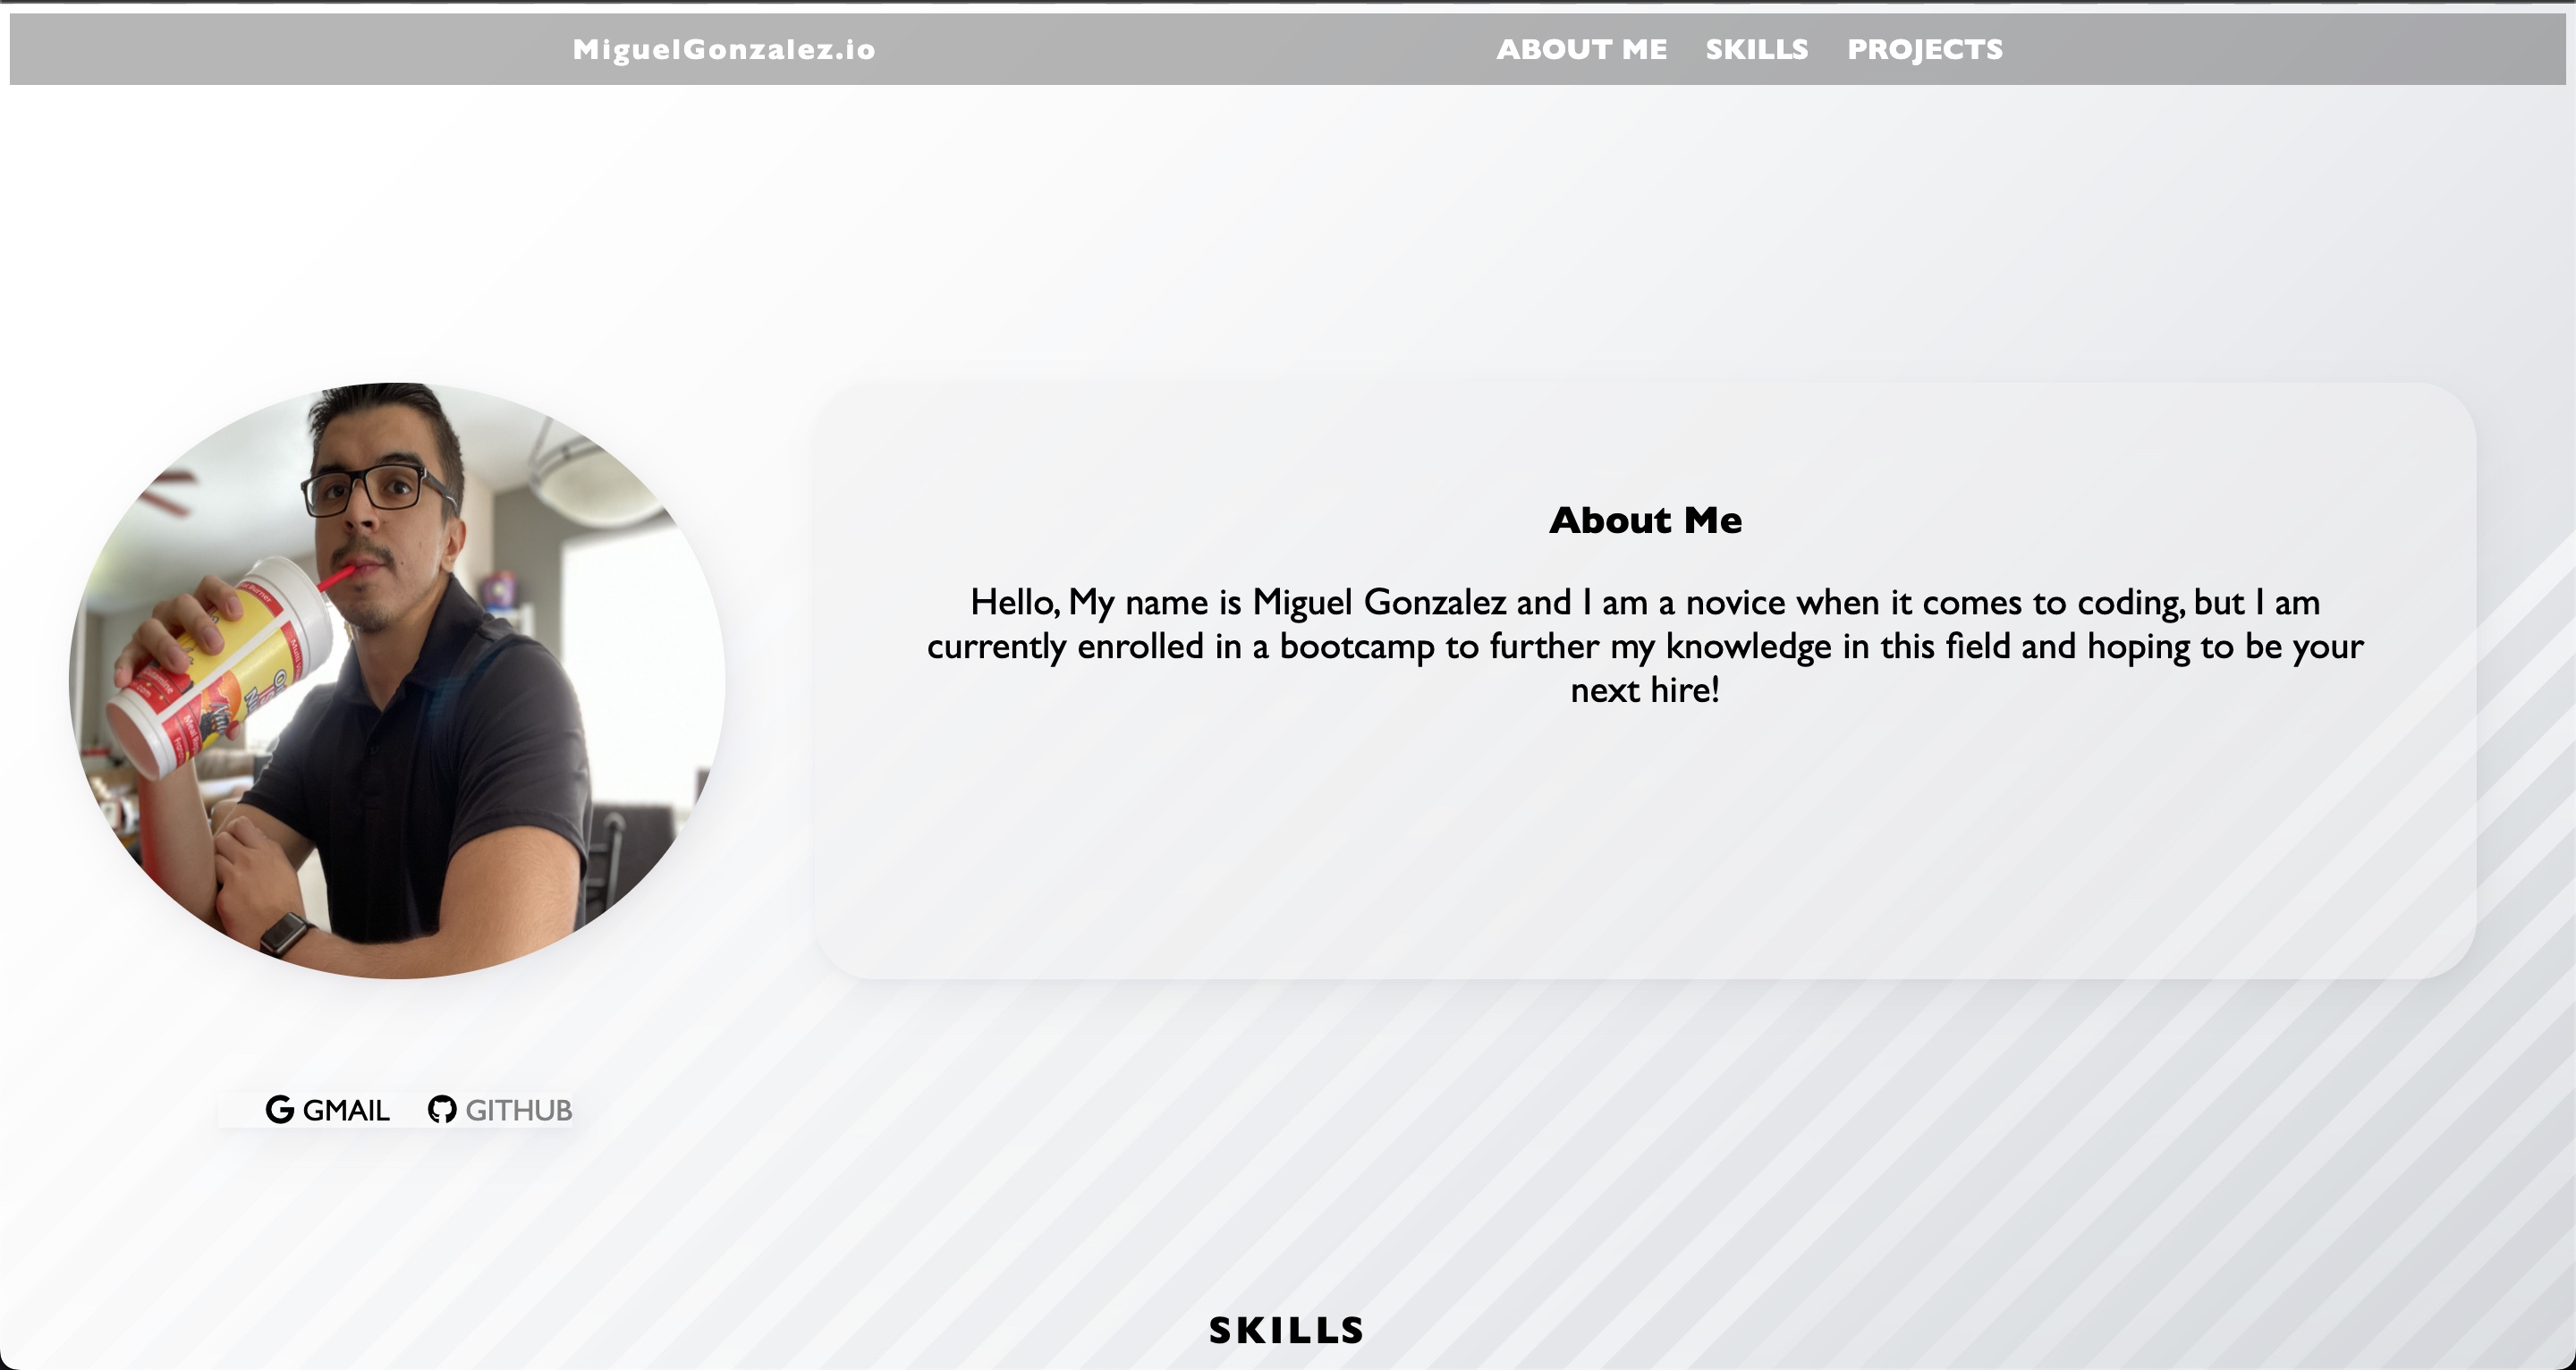 MiguelGonzalez.io
ABOUT ME SKILLS PROJECTS
About Me
Hello, My name is Miguel Gonzalez and I am a novice when it comes to coding, but I am
currently enrolled in a bootcamp to further my knowledge in this field and hoping to be your
next hire!
GMAIL GITHUB
SKILLS